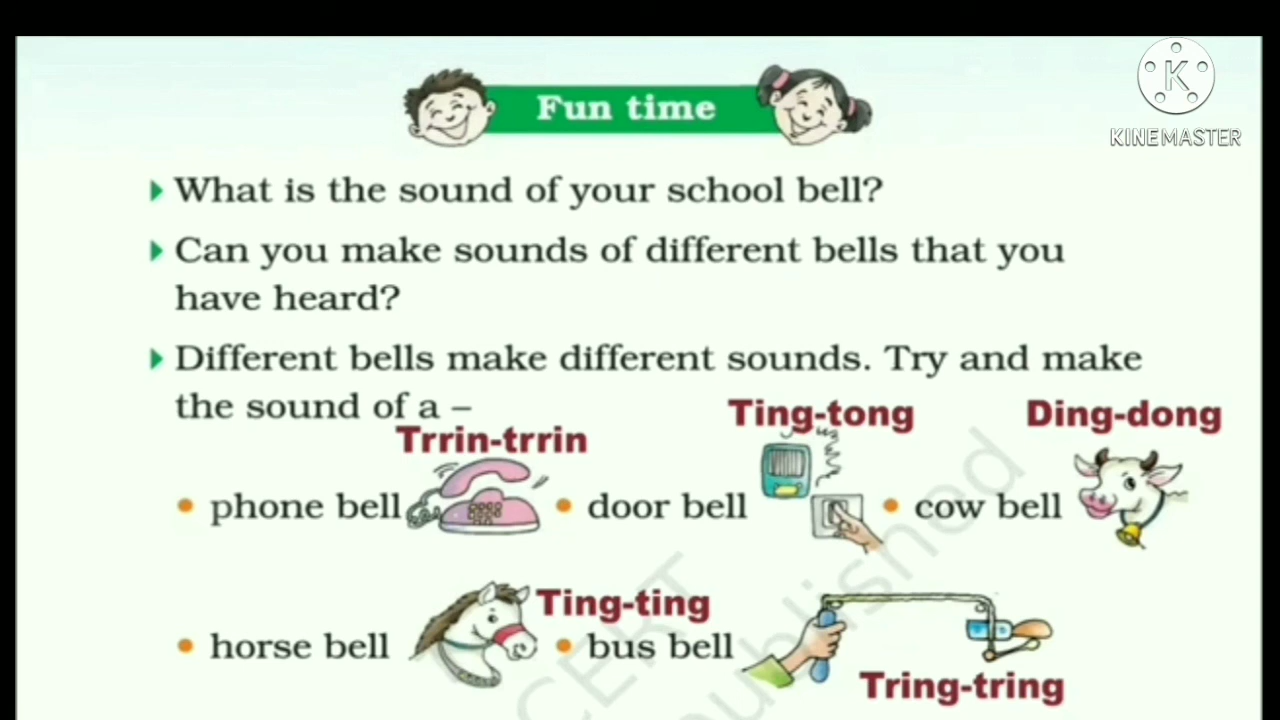 K
KINEMASTER
Fun time
What is the sound of your school bell?
Can you make sounds of different bells that you
have heard?
Different bells make different sounds. Try and make
the sound of a –
Trrin-trrin
Ting-tong
Ding-dong
• phone bell
• door bell
• cow bell
Ting-ting
• horse bell
• bus bell
Tring-tring
published